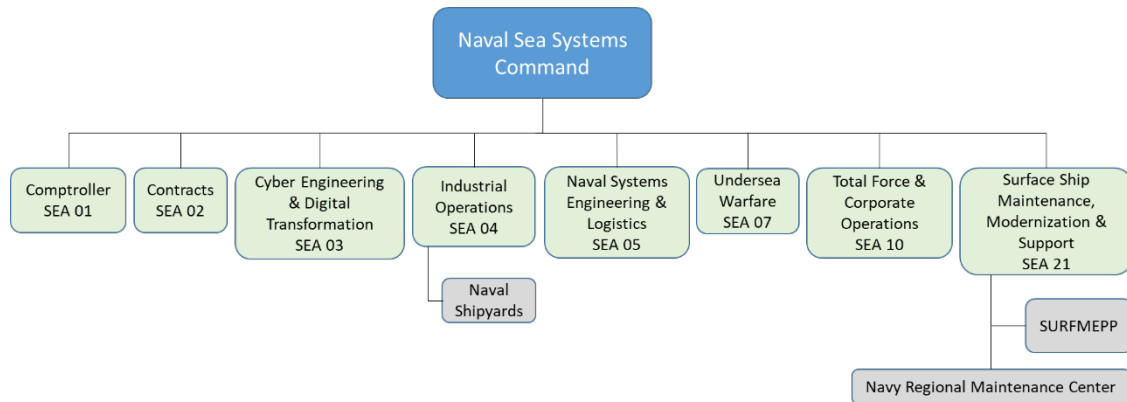 Naval Sea Systems
Command
Comptroller
SEA 01
Contracts
SEA 02
Cyber Engineering
& Digital
Transformation
SEA 03
Industrial
Operations
SEA 04
Naval Systems
Engineering &
Logistics
SEA 05
Undersea
Warfare
SEA 07
Total Force &
Corporate
Operations
SEA 10
Surface Ship
Maintenance,
Modernization &
Support
SEA 21
Naval
Shipyards
SURFMEPP
Navy Regional Maintenance Center